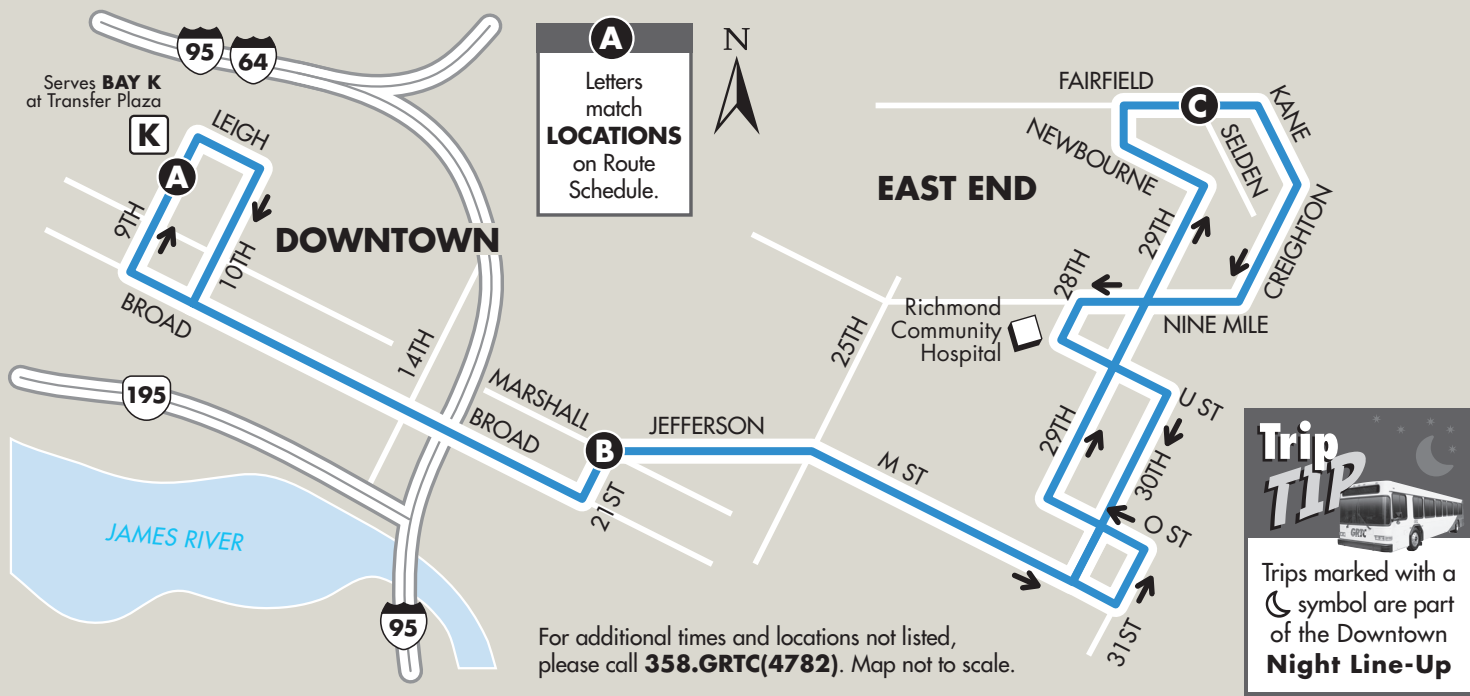 95
64
Serves BAY K
at Transfer Plaza
K
LEIGH
A
9TH
10TH
DOWNTOWN
BROAD
14TH
195
MARSHALL
BROAD
B
JEFFERSON
21ST
JAMES RIVER
95
A
Letters
match
LOCATIONS
on Route
Schedule.
N
FAIRFIELD
C
KANE
NEWBOURNE
SELDEN
EAST END
29TH
CREIGHTON
28TH
NINE MILE
Richmond
Community
Hospital
25TH
U ST
29TH
30TH
M ST
O ST
31ST
For additional times and locations not listed,
please call 358.GRTC(4782). Map not to scale.
Trip
TIP
GRTC
Trips marked with a
symbol are part
of the Downtown
Night Line-Up